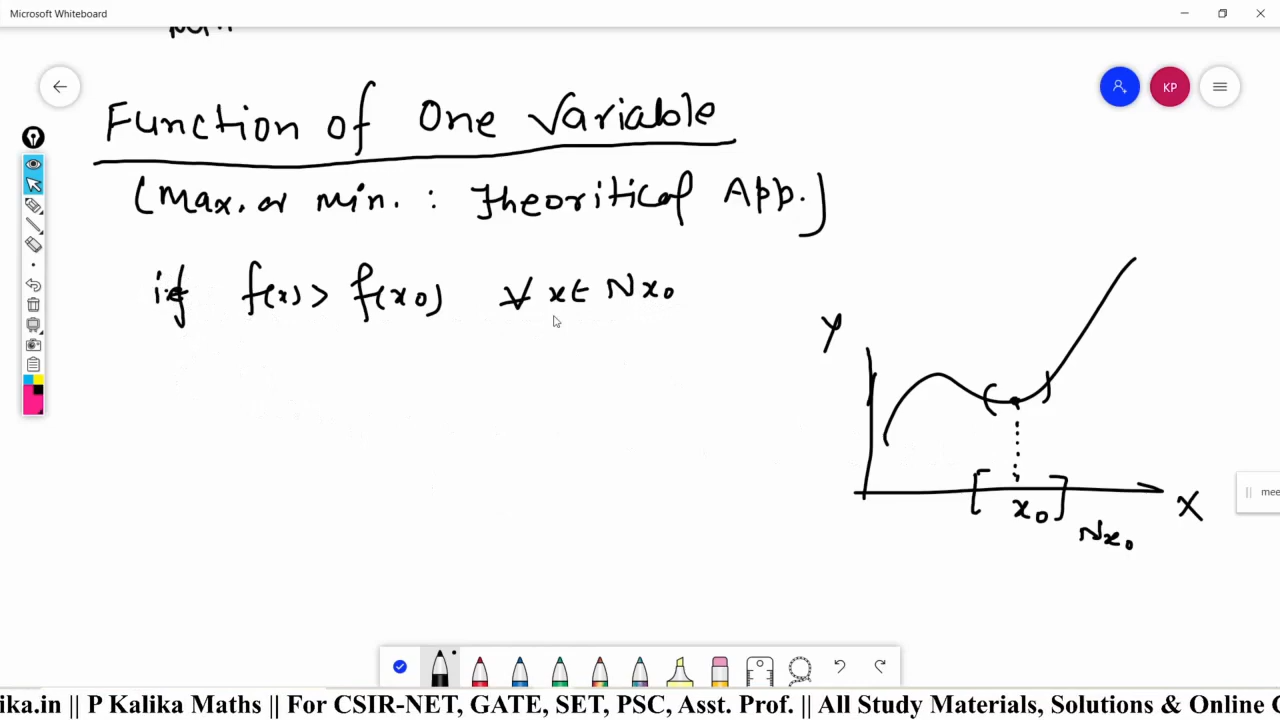 Microsoft Whiteboard
KP
Function of One Variable
(Max. or min. : Theoritical App.)
if f(x) > f(x0) ∀ x ∈ Nx0
Y
[ x0 ]
X
Nx0
mee
ika.in || P Kalika Maths || For CSIR-NET, GATE, SET, PSC, Asst. Prof. || All Study Materials, Solutions & Online C